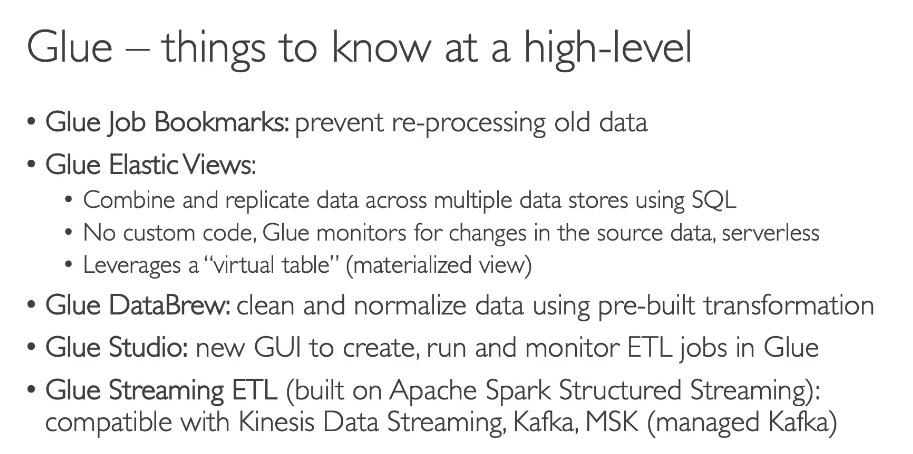 Glue – things to know at a high-level
• Glue Job Bookmarks: prevent re-processing old data
• Glue Elastic Views:
• Combine and replicate data across multiple data stores using SQL
• No custom code, Glue monitors for changes in the source data, serverless
• Leverages a “virtual table” (materialized view)
• Glue DataBrew: clean and normalize data using pre-built transformation
• Glue Studio: new GUI to create, run and monitor ETL jobs in Glue
• Glue Streaming ETL (built on Apache Spark Structured Streaming):
compatible with Kinesis Data Streaming, Kafka, MSK (managed Kafka)